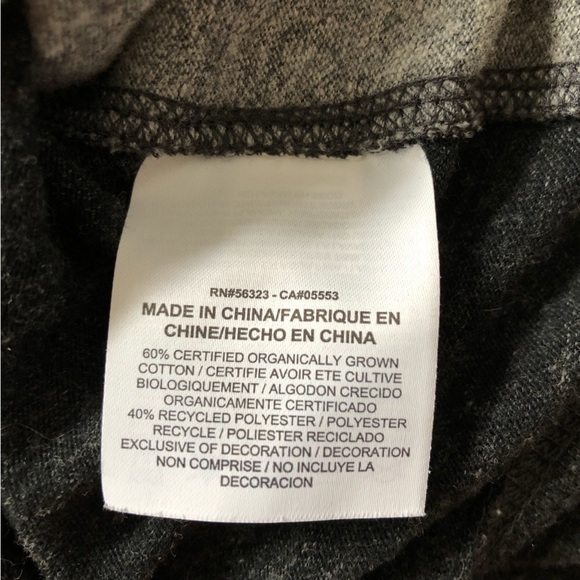 RN#56323 - CA#05553
MADE IN CHINA/FABRIQUE EN
CHINE/HECHO EN CHINA
60% CERTIFIED ORGANICALLY GROWN
COTTON / CERTIFIE AVOIR ETE CULTIVE
BIOLOGIQUEMENT / ALGODON CRECIDO
ORGANICAMENTE CERTIFICADO
40% RECYCLED POLYESTER / POLYESTER
RECYCLE / POLIESTER RECICLADO
EXCLUSIVE OF DECORATION / DECORATION
NON COMPRISE / NO INCLUYE LA
DECORACION